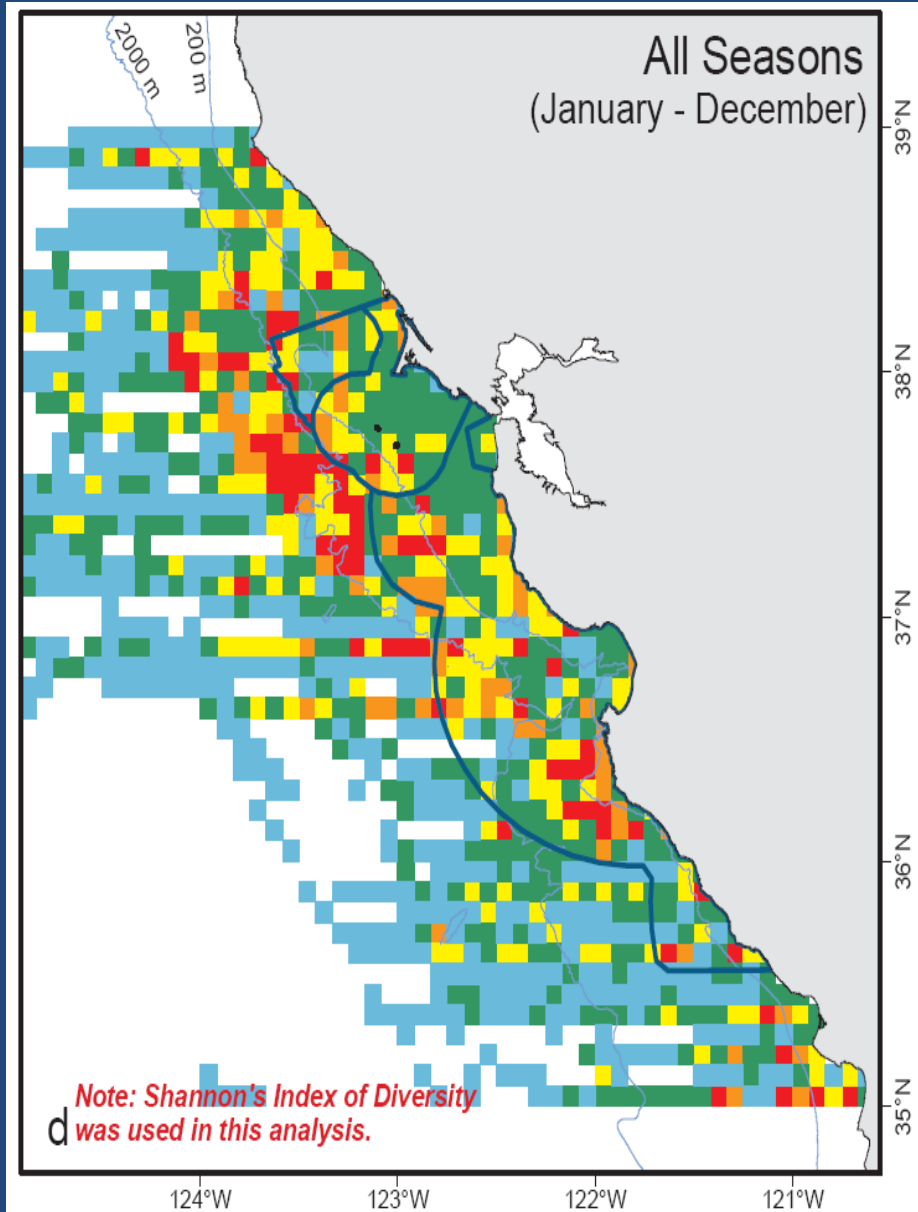 2000 m
200 m
All Seasons
(January - December)
39°N
38°N
37°N
36°N
35°N
Note: Shannon's Index of Diversity
d was used in this analysis.
124°W 123°W 122°W 121°W